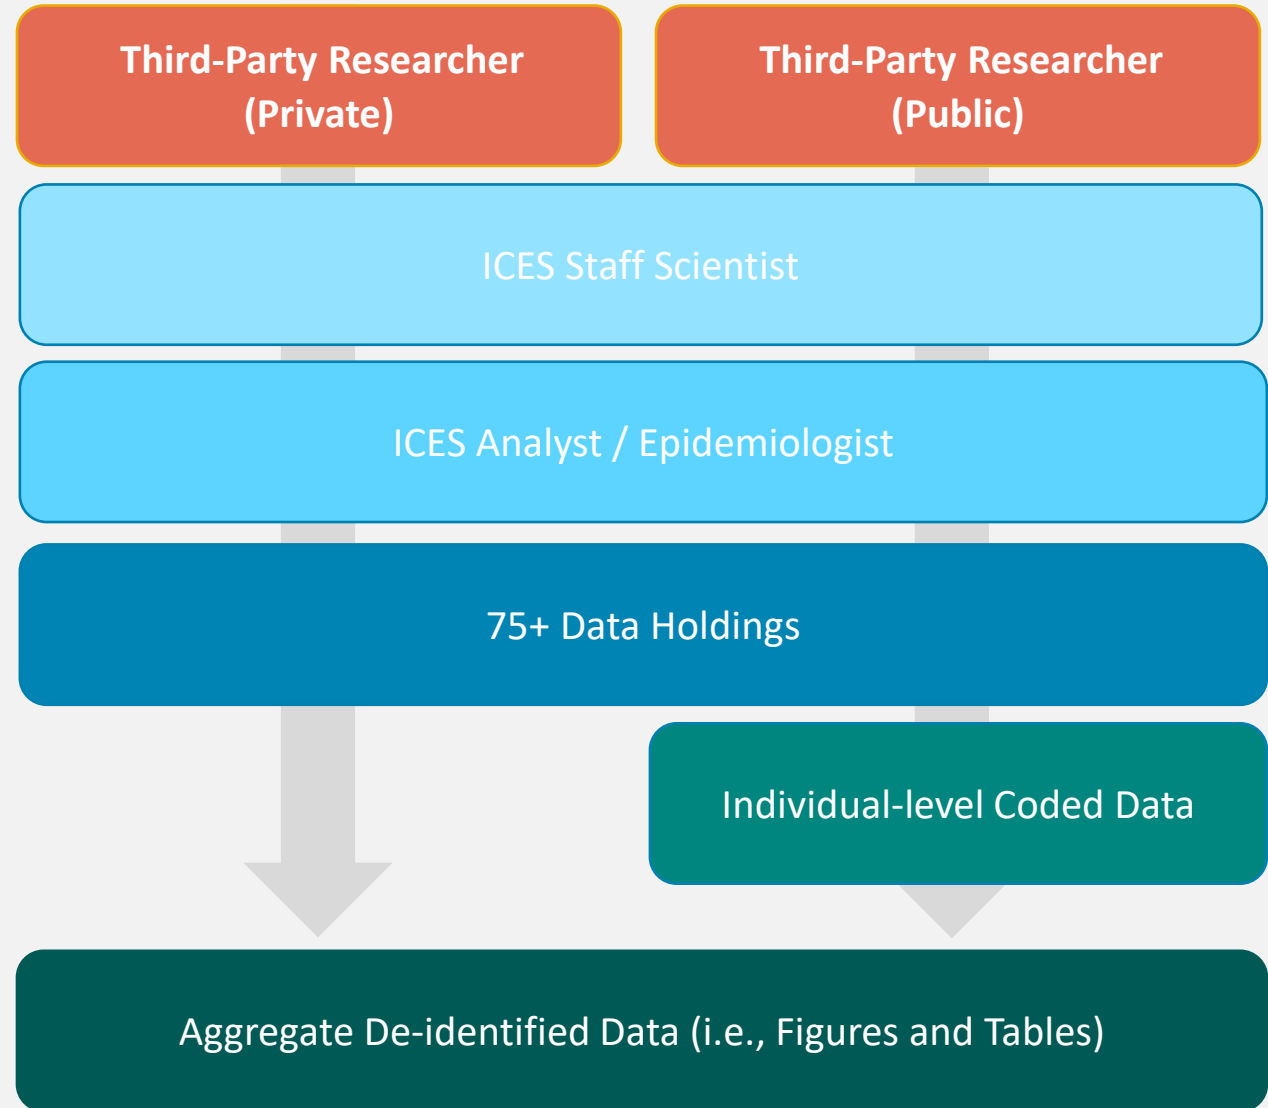 Third-Party Researcher
(Private)
Third-Party Researcher
(Public)
ICES Staff Scientist
ICES Analyst / Epidemiologist
75+ Data Holdings
Individual-level Coded Data
Aggregate De-identified Data (i.e., Figures and Tables)